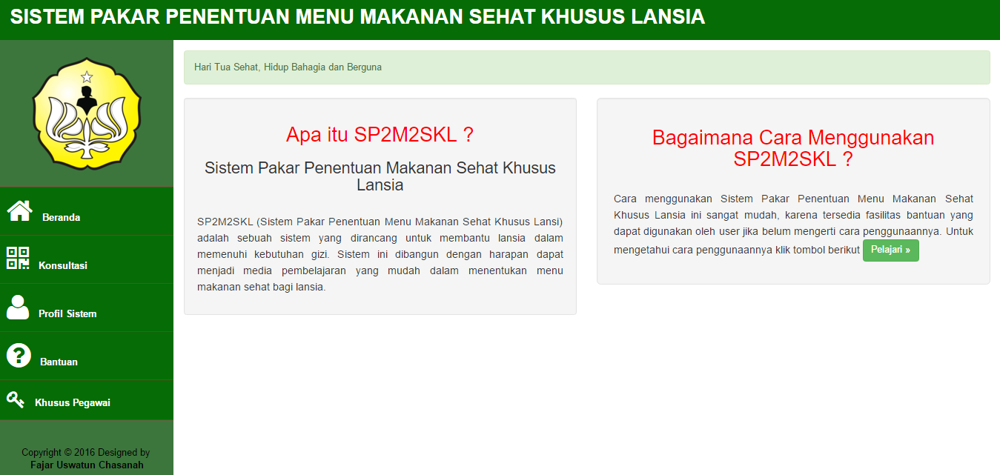 SISTEM PAKAR PENENTUAN MENU MAKANAN SEHAT KHUSUS LANSIA
Beranda
Konsultasi
Profil Sistem
Bantuan
Khusus Pegawai
Copyright © 2016 Designed by
Fajar Uswatun Chasanah
Hari Tua Sehat, Hidup Bahagia dan Berguna
Apa itu SP2M2SKL ?
Sistem Pakar Penentuan Makanan Sehat Khusus
Lansia
SP2M2SKL (Sistem Pakar Penentuan Menu Makanan Sehat Khusus Lansi)
adalah sebuah sistem yang dirancang untuk membantu lansia dalam
memenuhi kebutuhan gizi. Sistem ini dibangun dengan harapan dapat
menjadi media pembelajaran yang mudah dalam menentukan menu
makanan sehat bagi lansia.
Bagaimana Cara Menggunakan
SP2M2SKL ?
Cara menggunakan Sistem Pakar Penentuan Menu Makanan Sehat
Khusus Lansia ini sangat mudah, karena tersedia fasilitas bantuan yang
dapat digunakan oleh user jika belum mengerti cara penggunaannya. Untuk
mengetahui cara penggunaannya klik tombol berikut Pelajari »